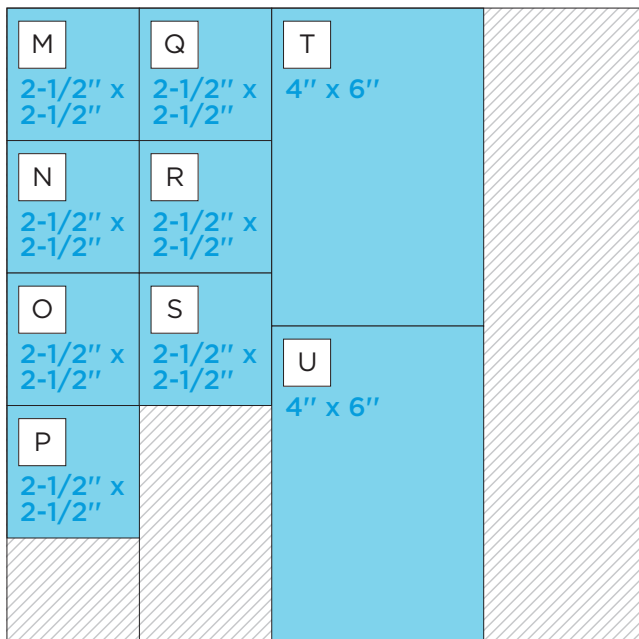 M
2-1/2" x
2-1/2"
Q
2-1/2" x
2-1/2"
T
4" x 6"
N
2-1/2" x
2-1/2"
R
2-1/2" x
2-1/2"
O
2-1/2" x
2-1/2"
S
2-1/2" x
2-1/2"
U
4" x 6"
P
2-1/2" x
2-1/2"